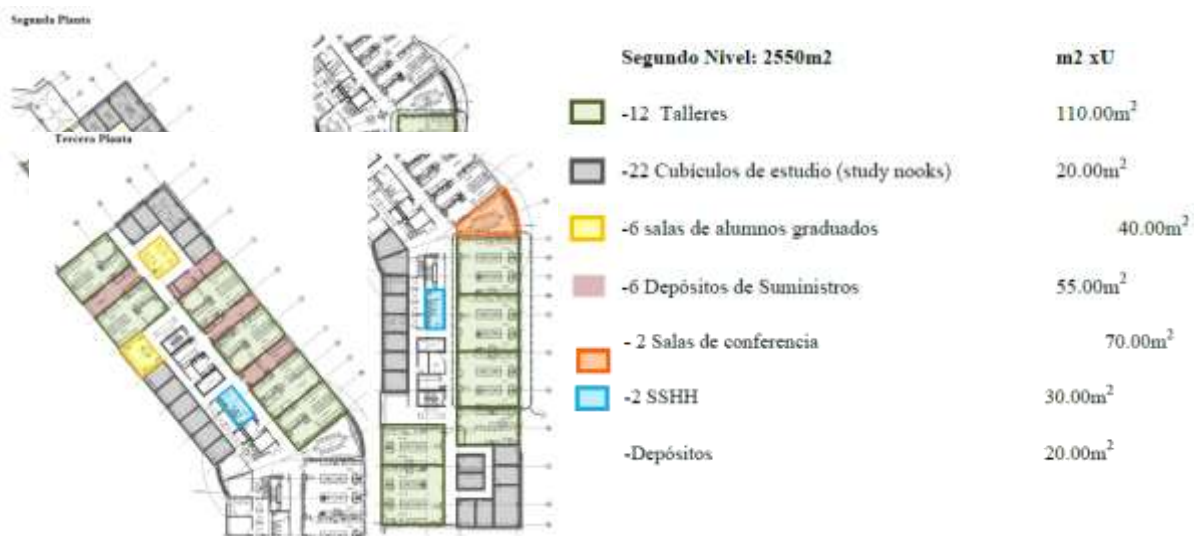 Segunda Planta
Tercera Planta
Segundo Nivel: 2550m2 m2 xU
-12 Talleres 110.00m²
-22 Cubículos de estudio (study nooks) 20.00m²
-6 salas de alumnos graduados 40.00m²
-6 Depósitos de Suministros 55.00m²
- 2 Salas de conferencia 70.00m²
-2 SSHH 30.00m²
-Depósitos 20.00m²